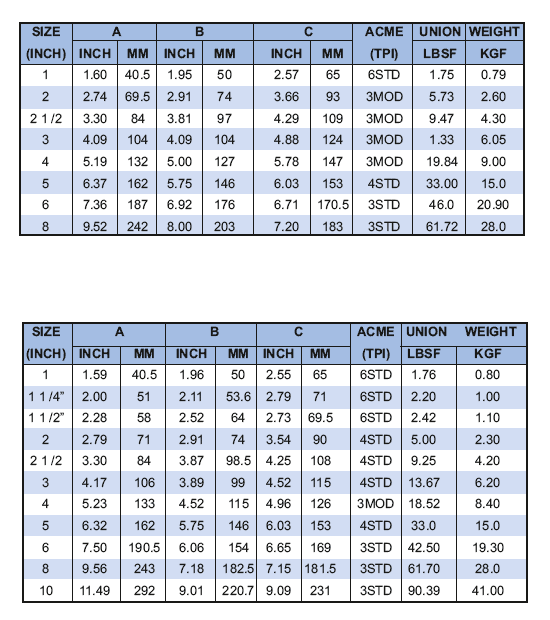 SIZE A B C ACME UNION WEIGHT
(INCH) INCH MM INCH MM INCH MM (TPI) LBSF KGF
1 1.60 40.5 1.95 50 2.57 65 6STD 1.75 0.79
2 2.74 69.5 2.91 74 3.66 93 3MOD 5.73 2.60
2 1/2 3.30 84 3.81 97 4.29 109 3MOD 9.47 4.30
3 4.09 104 4.09 104 4.88 124 3MOD 1.33 6.05
4 5.19 132 5.00 127 5.78 147 3MOD 19.84 9.00
5 6.37 162 5.75 146 6.03 153 4STD 33.00 15.0
6 7.36 187 6.92 176 6.71 170.5 3STD 46.0 20.90
8 9.52 242 8.00 203 7.20 183 3STD 61.72 28.0
SIZE A B C ACME UNION WEIGHT
(INCH) INCH MM INCH MM INCH MM (TPI) LBSF KGF
1 1.59 40.5 1.96 50 2.55 65 6STD 1.76 0.80
1 1/4” 2.00 51 2.11 53.6 2.79 71 6STD 2.20 1.00
1 1/2” 2.28 58 2.52 64 2.73 69.5 6STD 2.42 1.10
2 2.79 71 2.91 74 3.54 90 4STD 5.00 2.30
2 1/2 3.30 84 3.87 98.5 4.25 108 4STD 9.25 4.20
3 4.17 106 3.89 99 4.52 115 4STD 13.67 6.20
4 5.23 133 4.52 115 4.96 126 3MOD 18.52 8.40
5 6.32 162 5.75 146 6.03 153 4STD 33.0 15.0
6 7.50 190.5 6.06 154 6.65 169 3STD 42.50 19.30
8 9.56 243 7.18 182.5 7.15 181.5 3STD 61.70 28.0
10 11.49 292 9.01 220.7 9.09 231 3STD 90.39 41.00